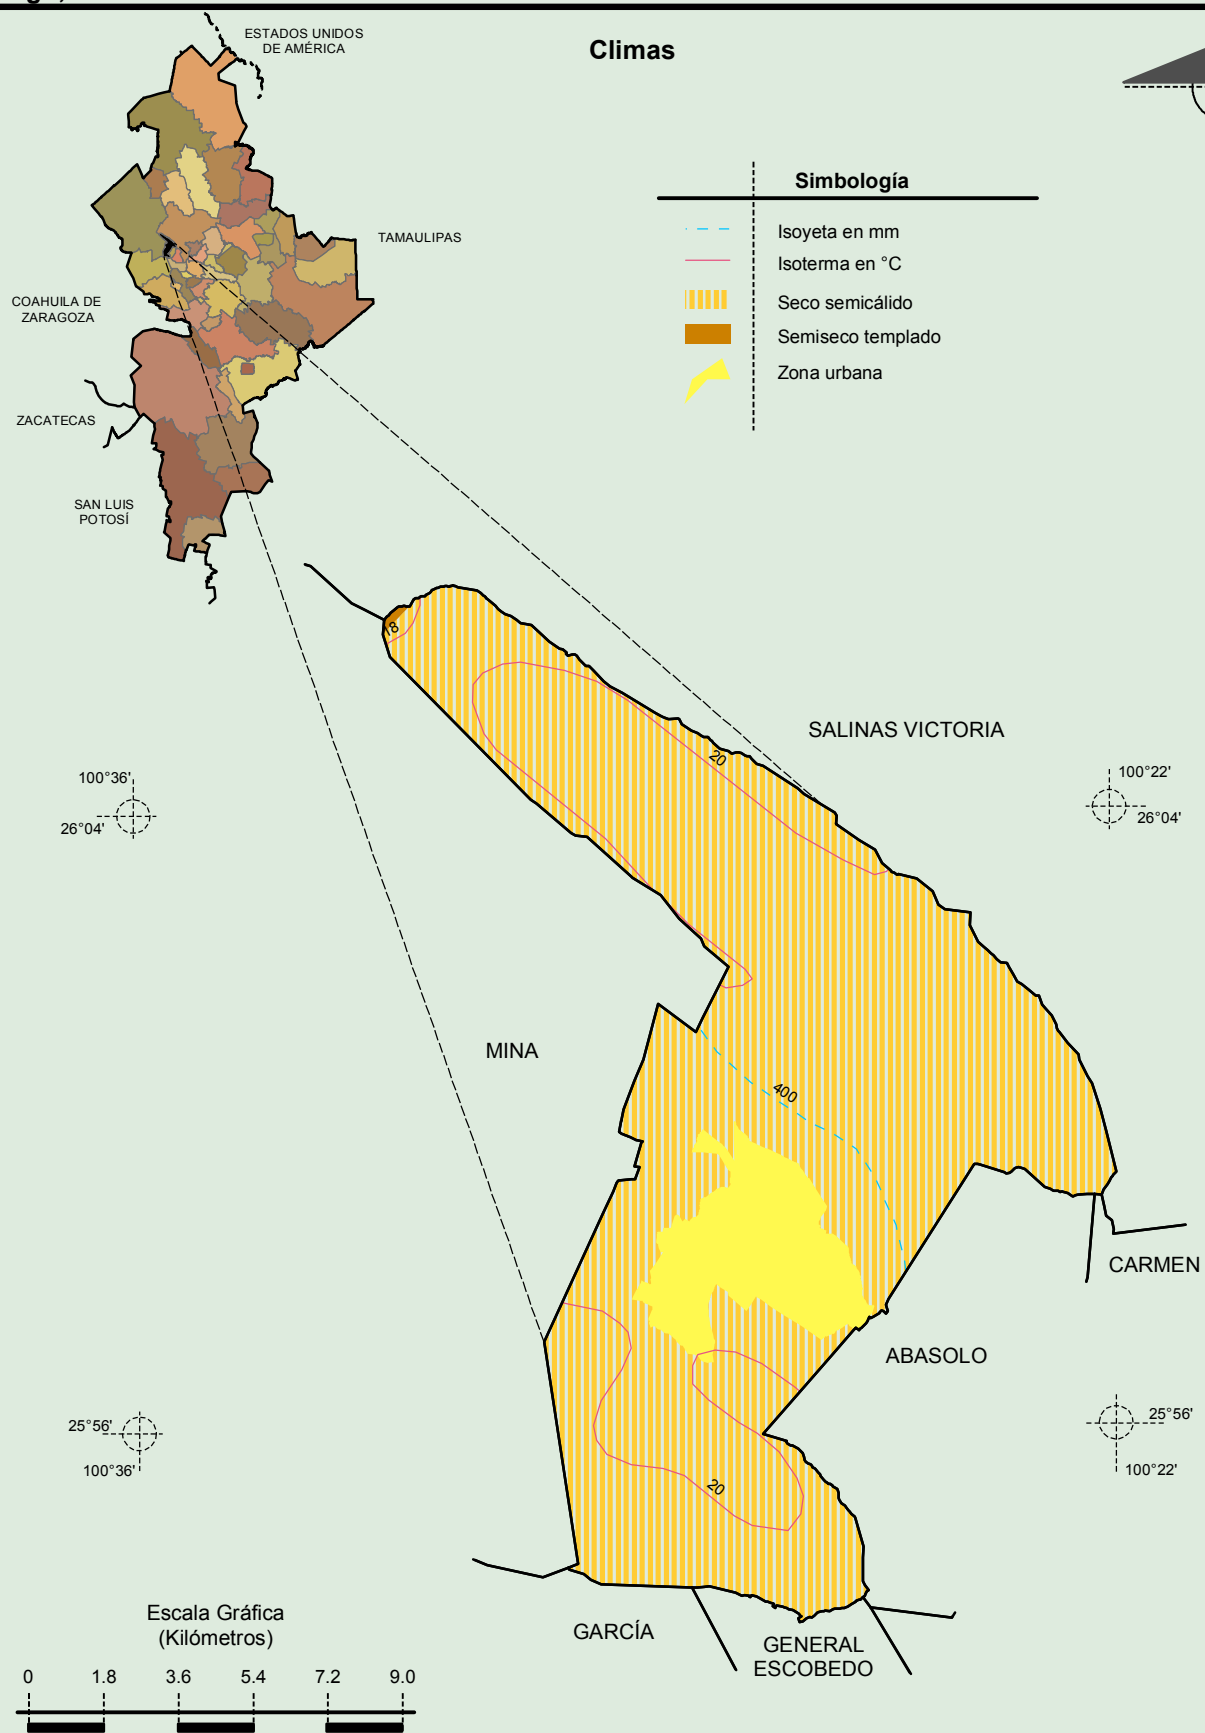 Climas
ESTADOS UNIDOS
DE AMÉRICA
TAMAULIPAS
COAHUILA DE
ZARAGOZA
ZACATECAS
SAN LUIS
POTOSÍ
Simbología
Isoyeta en mm
Isoterma en °C
Seco semicálido
Semiseco templado
Zona urbana
18
20
SALINAS VICTORIA
100°36'
26°04'
100°22'
26°04'
MINA
400
CARMEN
ABASOLO
25°56'
100°36'
25°56'
100°22'
20
GARCÍA
GENERAL
ESCOBEDO
Escala Gráfica
(Kilómetros)
0 1.8 3.6 5.4 7.2 9.0